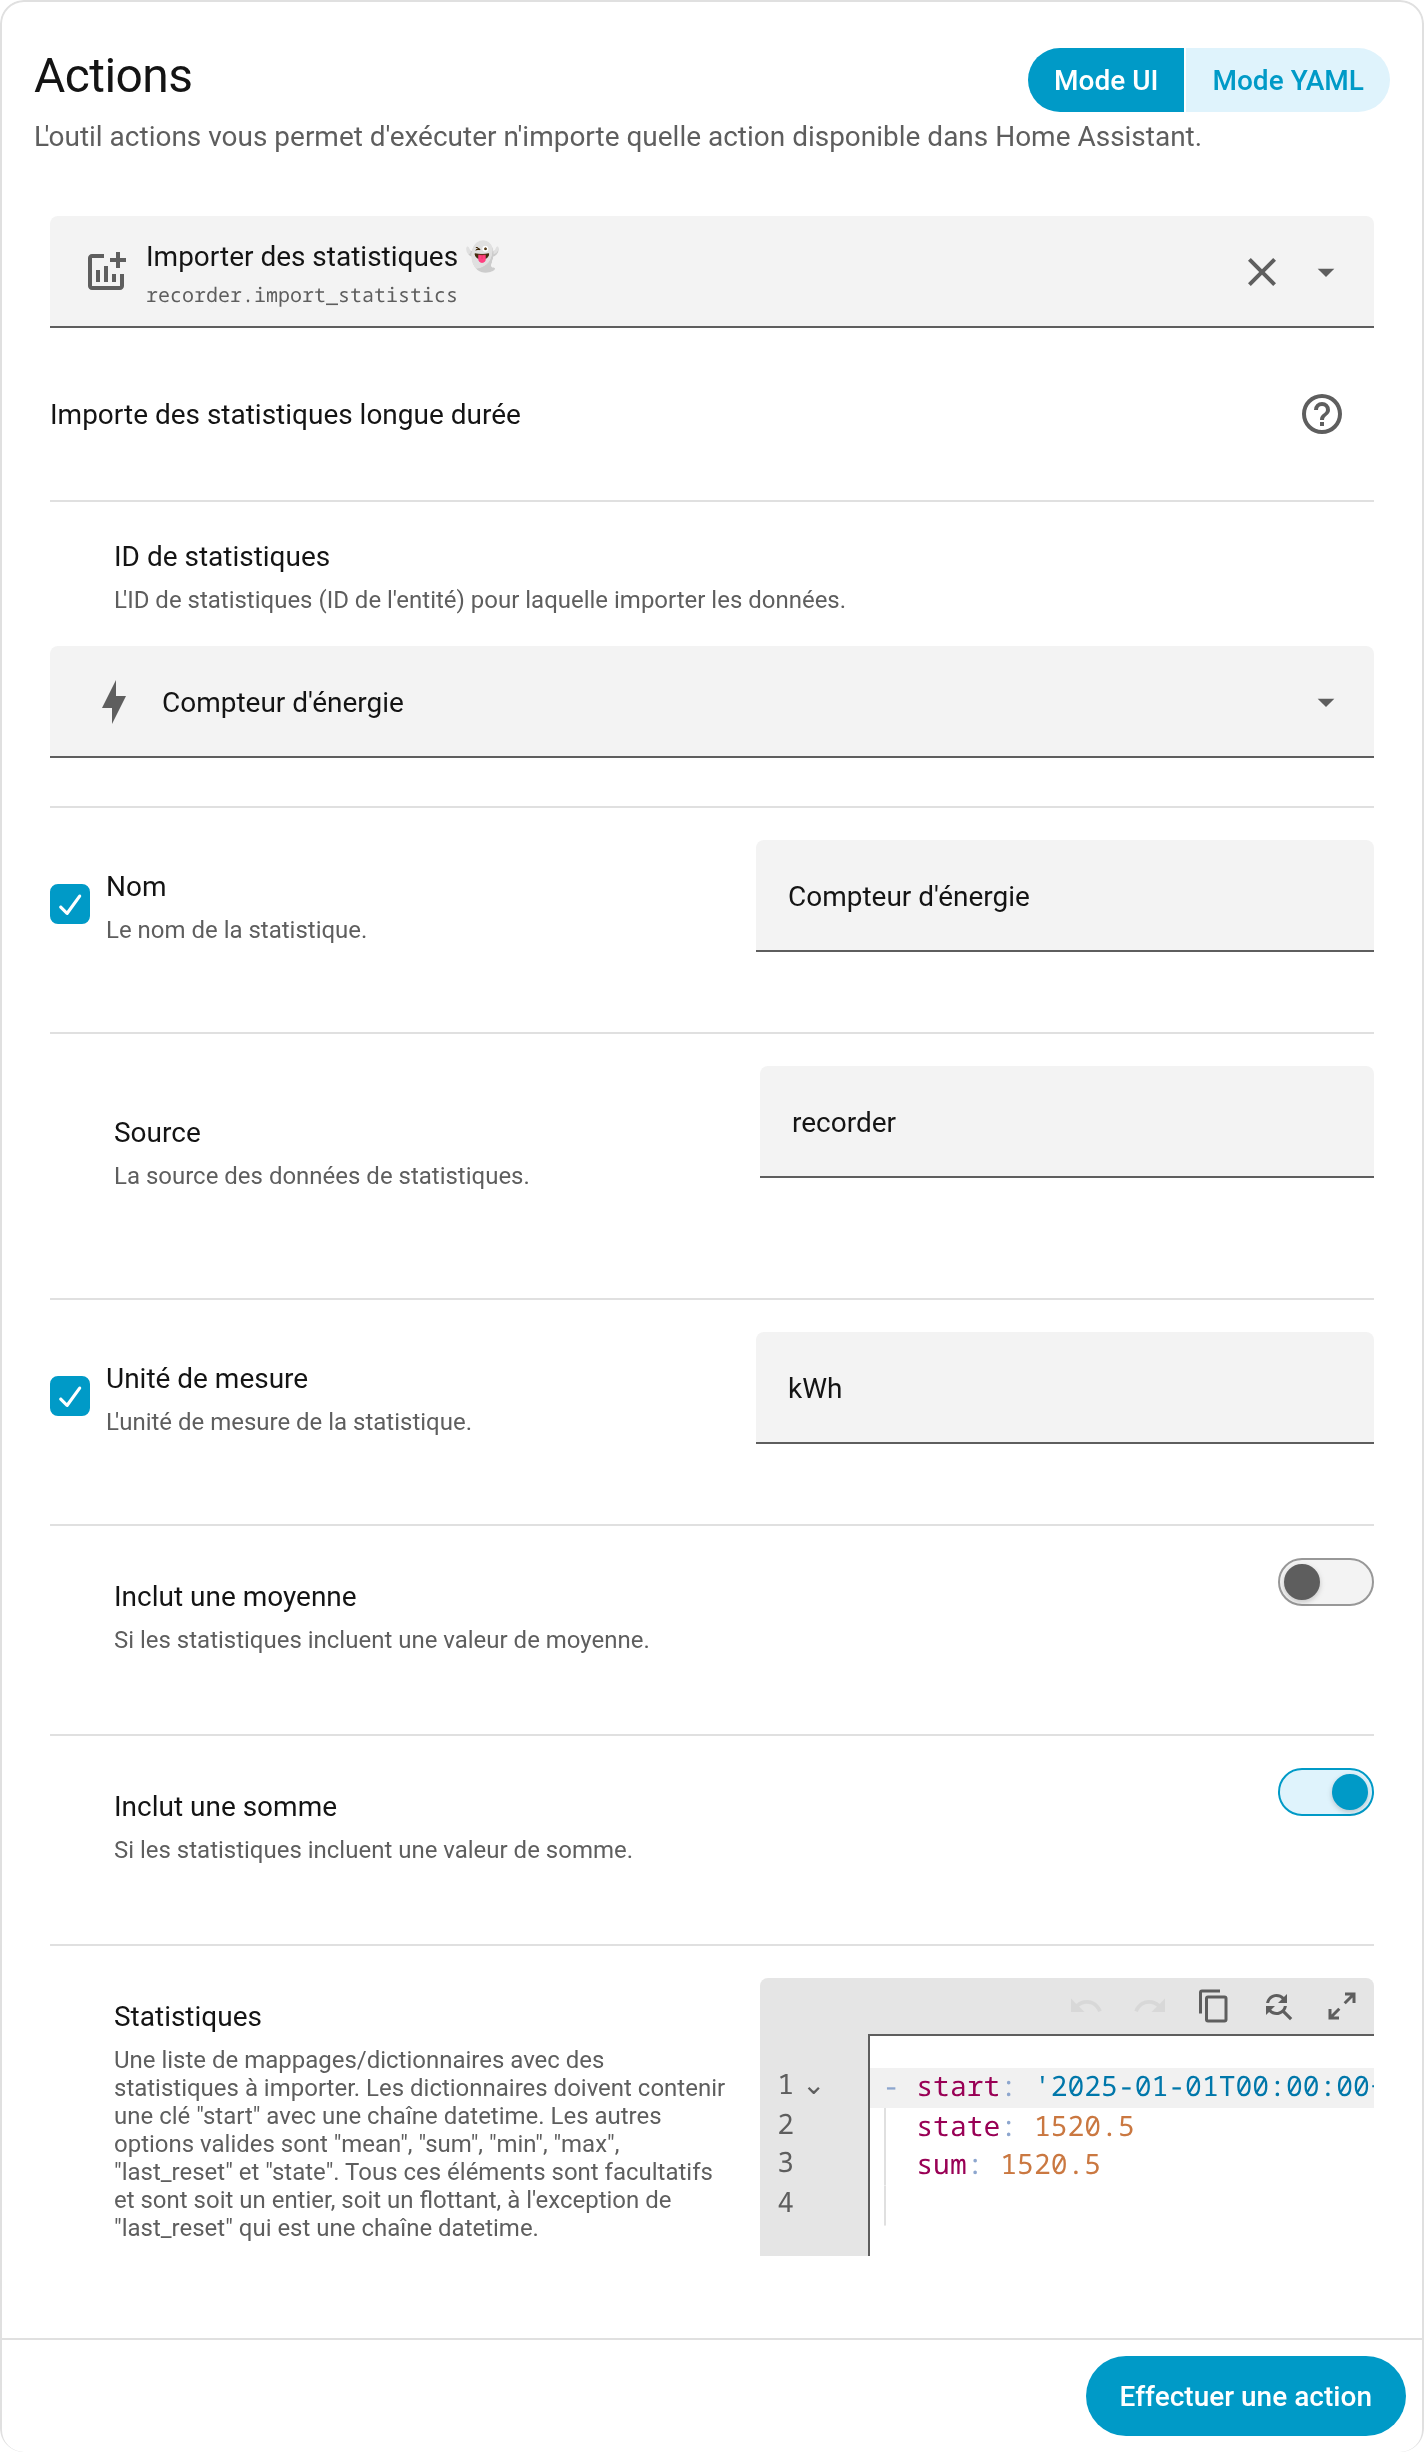 Actions
Mode UI
Mode YAML
L'outil actions vous permet d'exécuter n'importe quelle action disponible dans Home Assistant.
Importer des statistiques 👻
recorder.import_statistics
Importe des statistiques longue durée
ID de statistiques
L'ID de statistiques (ID de l'entité) pour laquelle importer les données.
Compteur d'énergie
Nom
Le nom de la statistique.
Compteur d'énergie
Source
La source des données de statistiques.
recorder
Unité de mesure
L'unité de mesure de la statistique.
kWh
Inclut une moyenne
Si les statistiques incluent une valeur de moyenne.
Inclut une somme
Si les statistiques incluent une valeur de somme.
Statistiques
Une liste de mappages/dictionnaires avec des
statistiques à importer. Les dictionnaires doivent contenir
une clé "start" avec une chaîne datetime. Les autres
options valides sont "mean", "sum", "min", "max",
"last_reset" et "state". Tous ces éléments sont facultatifs
et sont soit un entier, soit un flottant, à l'exception de
"last_reset" qui est une chaîne datetime.
1 - start: '2025-01-01T00:00:00
2 state: 1520.5
3 sum: 1520.5
4
Effectuer une action